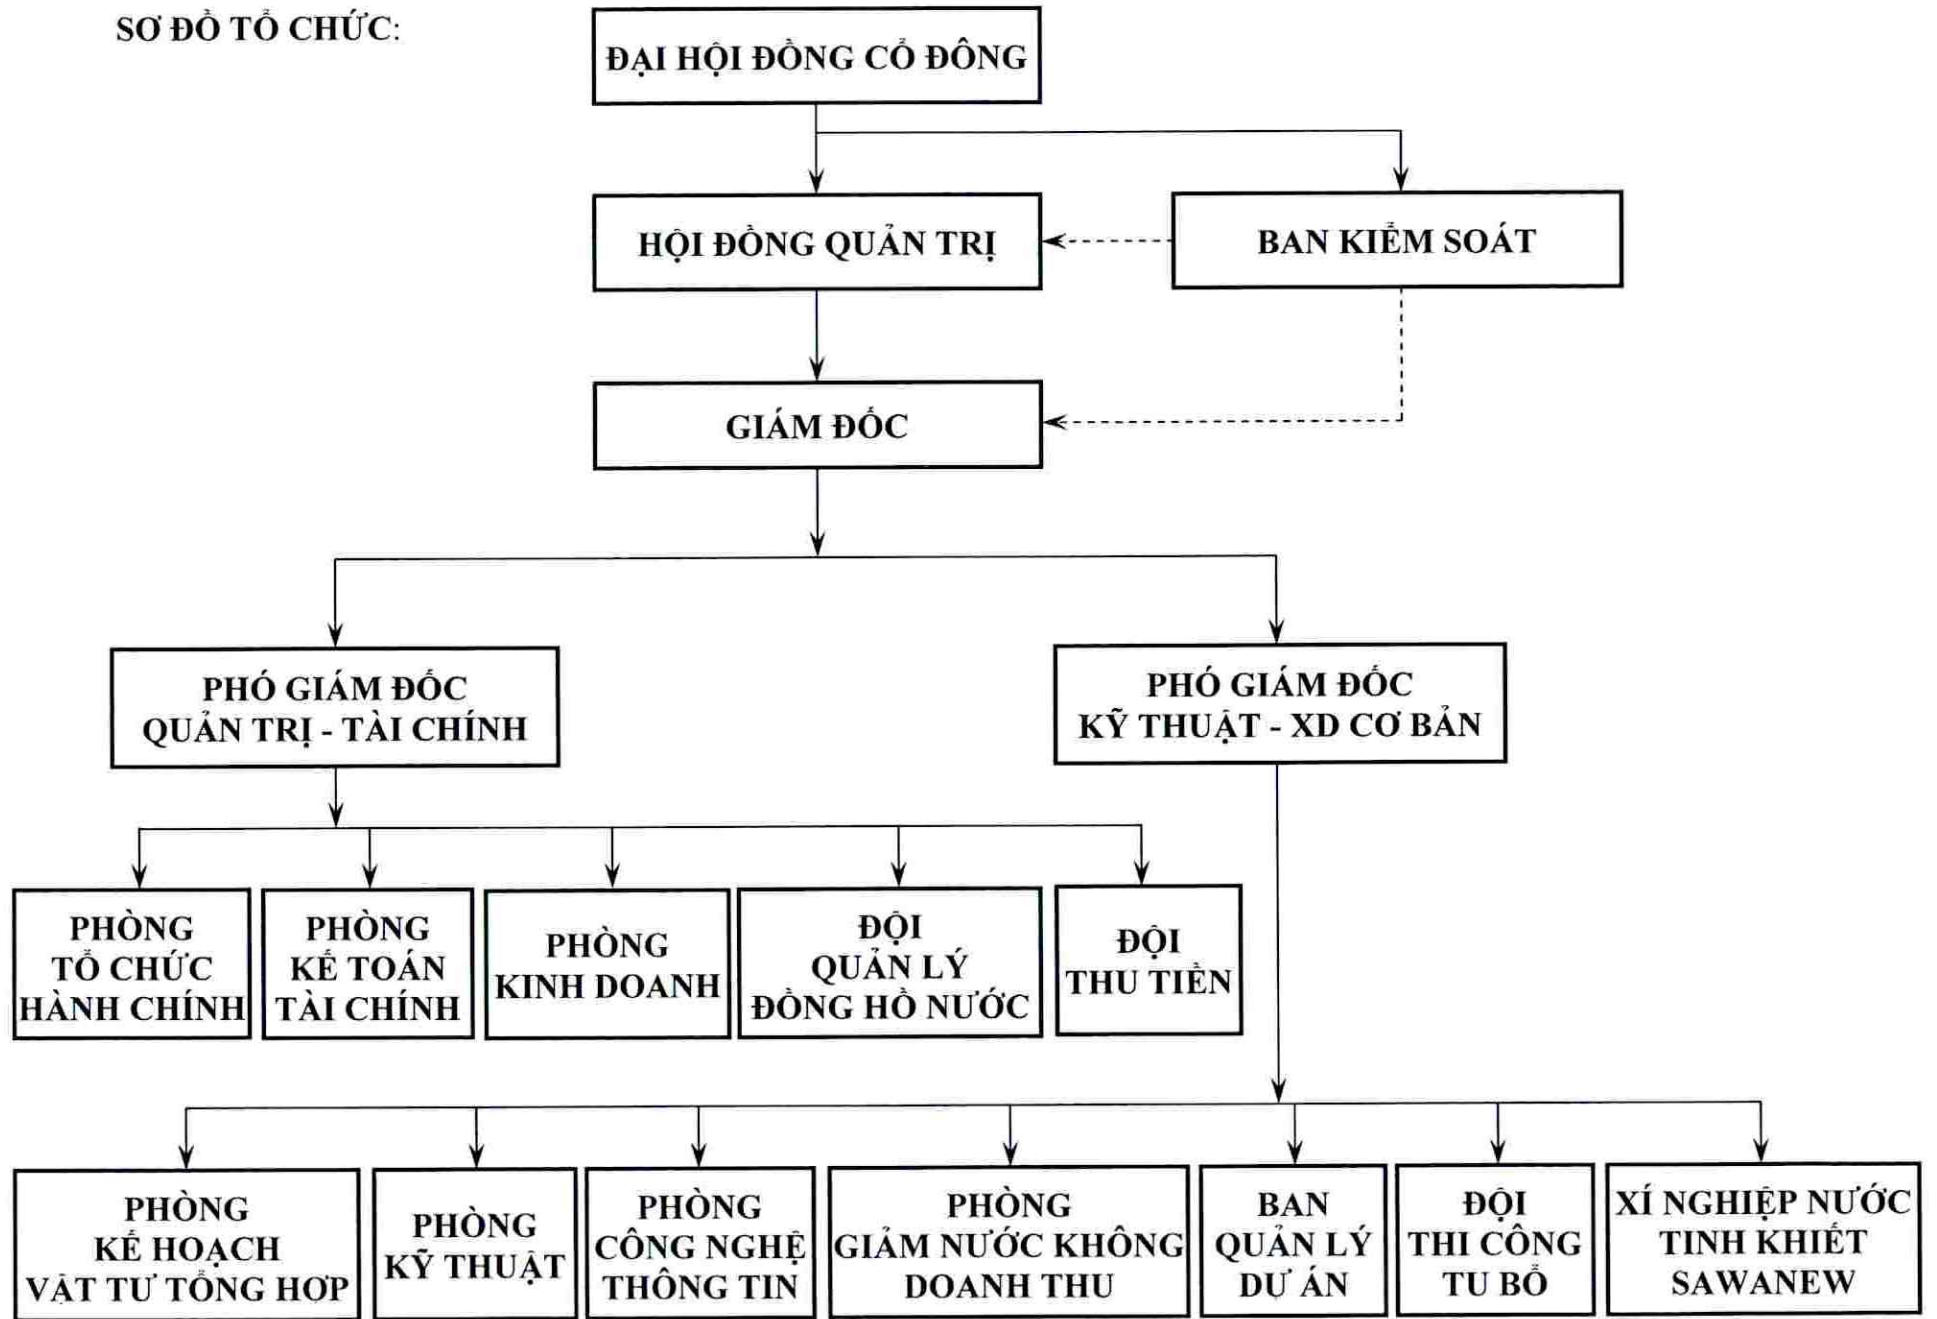 SƠ ĐỒ TỔ CHỨC:
ĐẠI HỘI ĐỒNG CỔ ĐÔNG
HỘI ĐỒNG QUẢN TRỊ
BAN KIỂM SOÁT
GIÁM ĐỐC
PHÓ GIÁM ĐỐC
QUẢN TRỊ - TÀI CHÍNH
PHÓ GIÁM ĐỐC
KỸ THUẬT - XD CƠ BẢN
PHÒNG
TỔ CHỨC
HÀNH CHÍNH
PHÒNG
KẾ TOÁN
TÀI CHÍNH
PHÒNG
KINH DOANH
ĐỘI
QUẢN LÝ
ĐỒNG HỒ NƯỚC
ĐỘI
THU TIỀN
PHÒNG
KẾ HOẠCH
VẬT TƯ TỔNG HỢP
PHÒNG
KỸ THUẬT
PHÒNG
CÔNG NGHỆ
THÔNG TIN
PHÒNG
GIẢM NƯỚC KHÔNG
DOANH THU
BAN
QUẢN LÝ
DỰ ÁN
ĐỘI
THI CÔNG
TU BỔ
XÍ NGHIỆP NƯỚC
TINH KHIẾT
SAWANEW